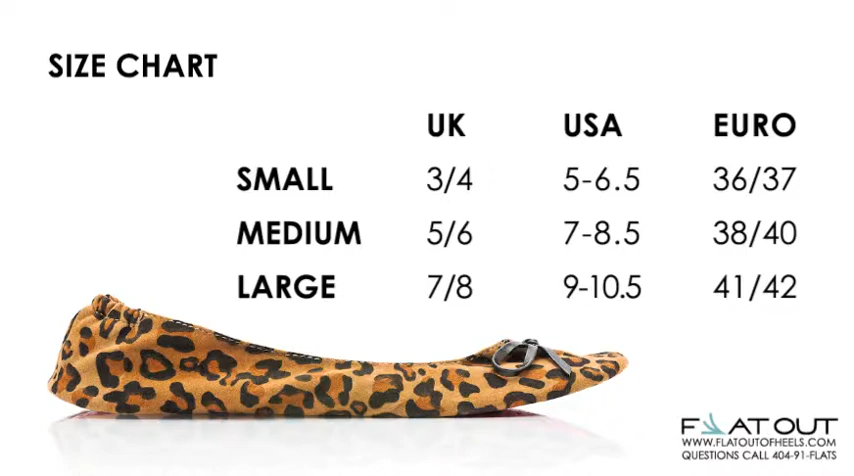 SIZE CHART
UK USA EURO
SMALL 3/4 5-6.5 36/37
MEDIUM 5/6 7-8.5 38/40
LARGE 7/8 9-10.5 41/42
FLAT OUT
WWW.FLATOUTOFHEELS.COM
QUESTIONS CALL 404-91-FLATS